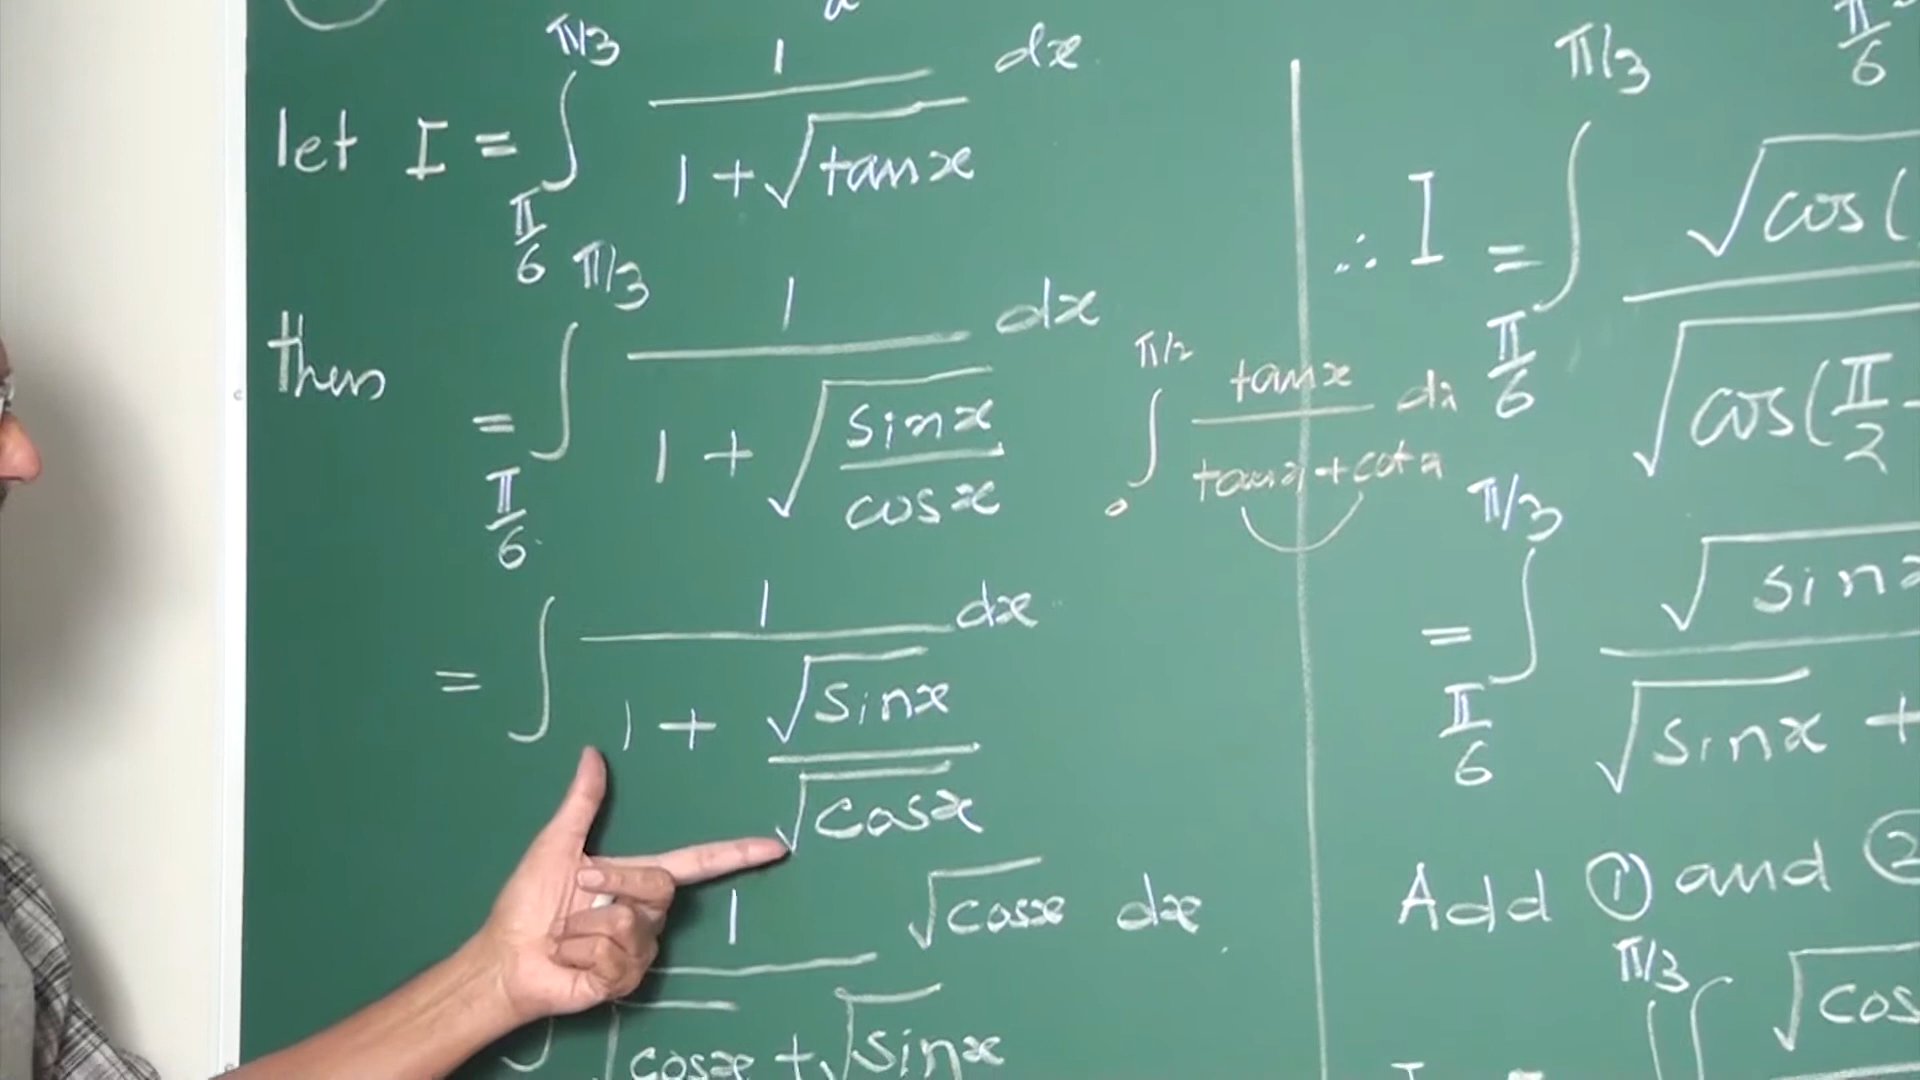 π/3
let I = ∫ 1 / (1 + √tanx) dx
π/6
π/3
then = ∫ 1 / (1 + √(sinx / cosx)) dx
π/6
= ∫ 1 / (1 + √sinx / √cosx) dx
1 √cosx dx
√cosx + √sinx
π/2
∫ tanx / (tanx + cotx) dx
0
π/6
π/3
∴ I = ∫ √cos( / √cos(π/2 -
π/6
π/3
= ∫ √sinx / √sinx +
π/6
Add ① and ②
π/3
∫ √cos